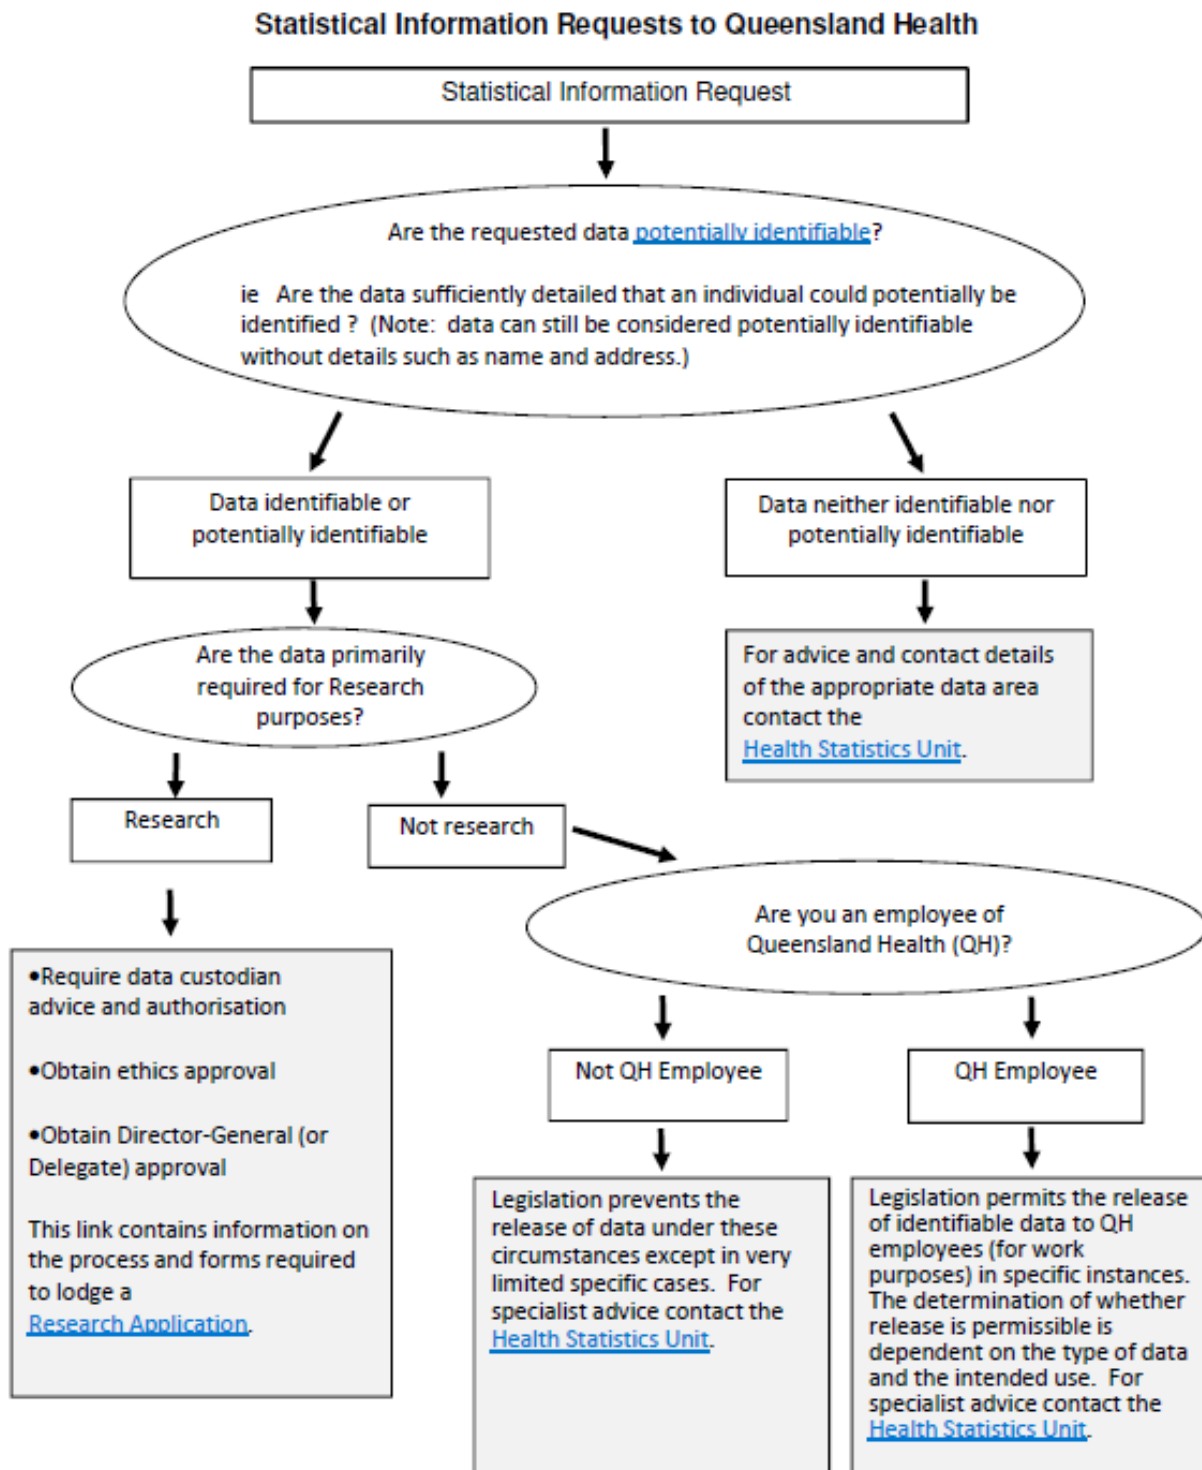 Statistical Information Requests to Queensland Health
Statistical Information Request
Are the requested data potentially identifiable?
ie   Are the data sufficiently detailed that an individual could potentially be
identified ?  (Note:  data can still be considered potentially identifiable
without details such as name and address.)
Data identifiable or
potentially identifiable
Data neither identifiable nor
potentially identifiable
Are the data primarily
required for Research
purposes?
For advice and contact details
of the appropriate data area
contact the
Health Statistics Unit.
Research
Not research
Are you an employee of
Queensland Health (QH)?
•Require data custodian
advice and authorisation
•Obtain ethics approval
•Obtain Director-General (or
Delegate) approval
This link contains information on
the process and forms required
to lodge a
Research Application.
Not QH Employee
QH Employee
Legislation prevents the
release of data under these
circumstances except in very
limited specific cases.  For
specialist advice contact the
Health Statistics Unit.
Legislation permits the release
of identifiable data to QH
employees (for work
purposes) in specific instances.
The determination of whether
release is permissible is
dependent on the type of data
and the intended use.  For
specialist advice contact the
Health Statistics Unit.